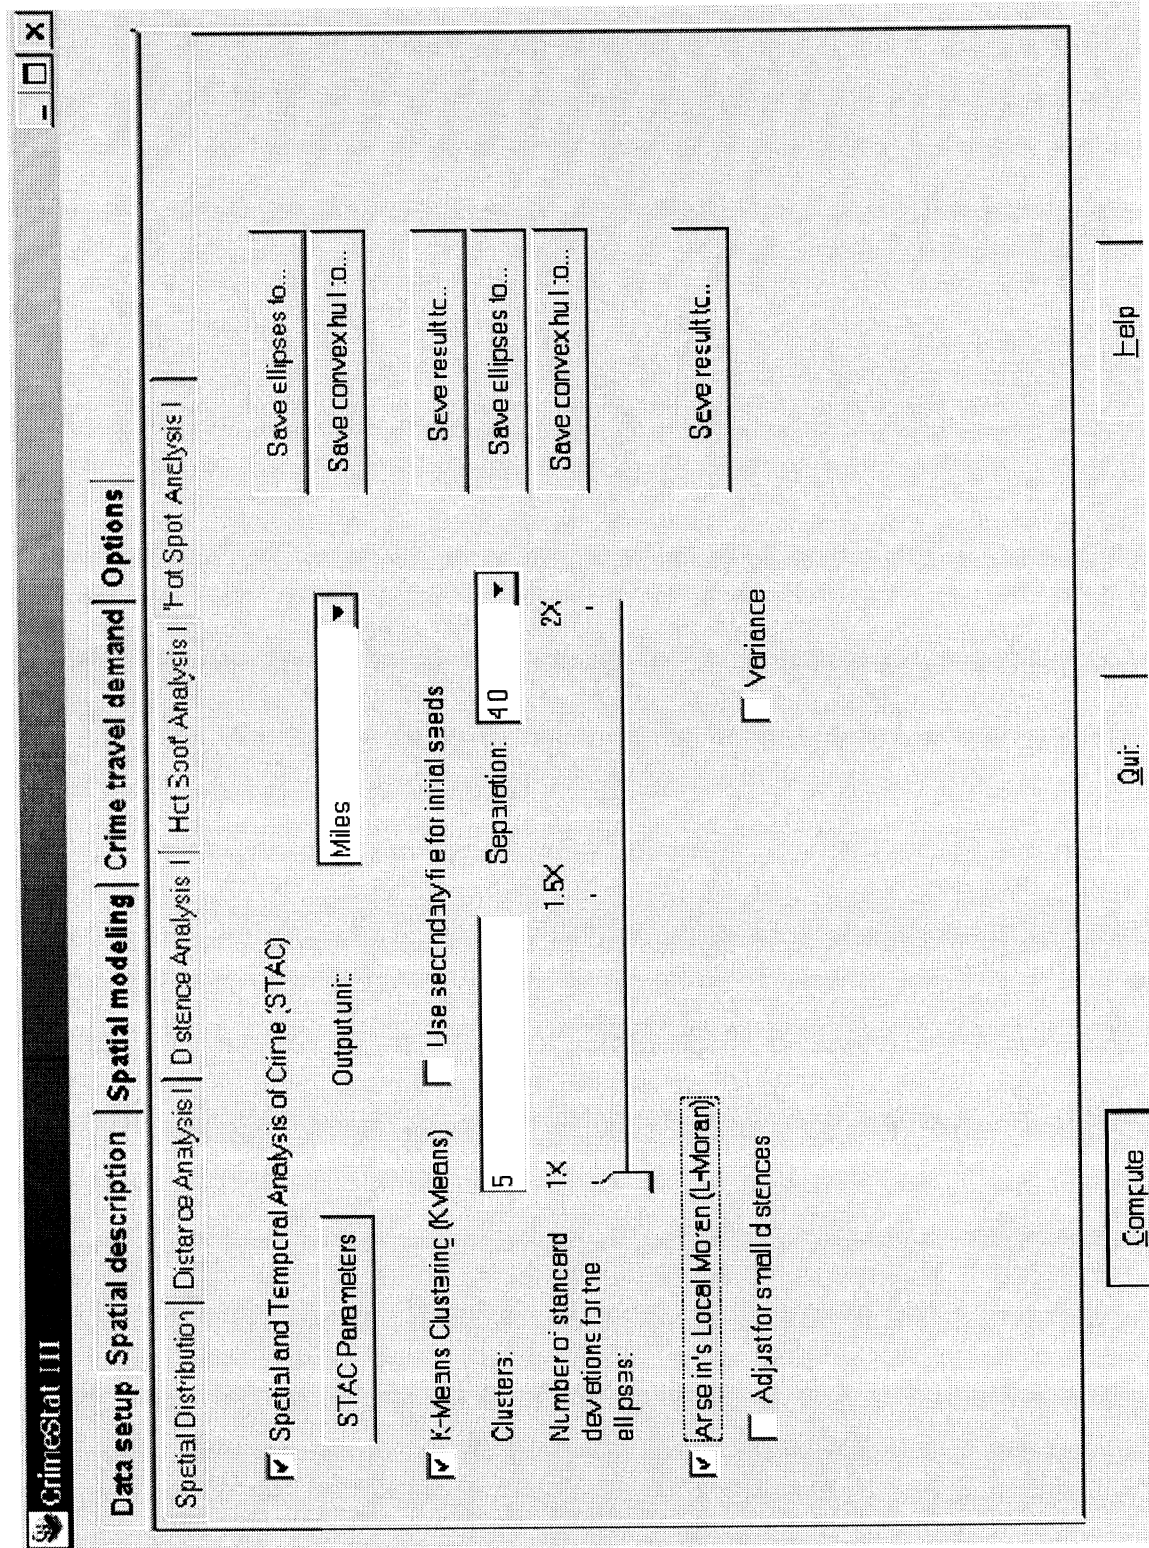 CrimeStat III
Data setup Spatial description Spatial modeling Crime travel demand Options
Spatial Distribution Distance Analysis I Distance Analysis II 'Hot Spot' Analysis I 'Hot Spot' Analysis II
Spatial and Temporal Analysis of Crime (STAC)
Save ellipses to...
STAC Parameters Output unit: Miles Save convex hull to...
K-Means Clustering (KMeans) Use secondary file for initial seeds Save result to...
Clusters: 5 Separation: 4.0 Save ellipses to...
Number of standard 1X 1.5X 2X Save convex hull to...
deviations for the
ellipses:
Anselin's Local Moran (L-Moran) Save result to...
Adjust for small distances Variance
Compute Quit Help